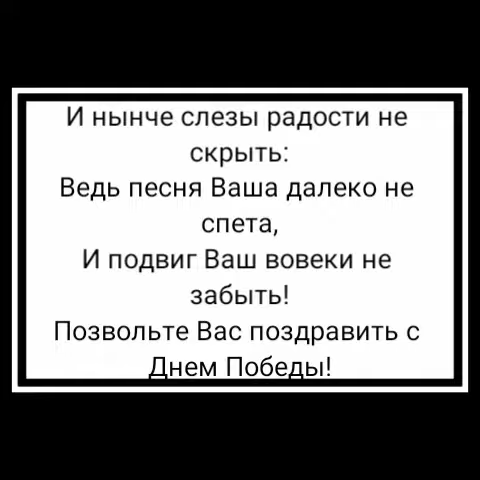 И нынче слезы радости не
скрыть:
Ведь песня Ваша далеко не
спета,
И подвиг Ваш вовеки не
забыть!
Позвольте Вас поздравить с
Днем Победы!